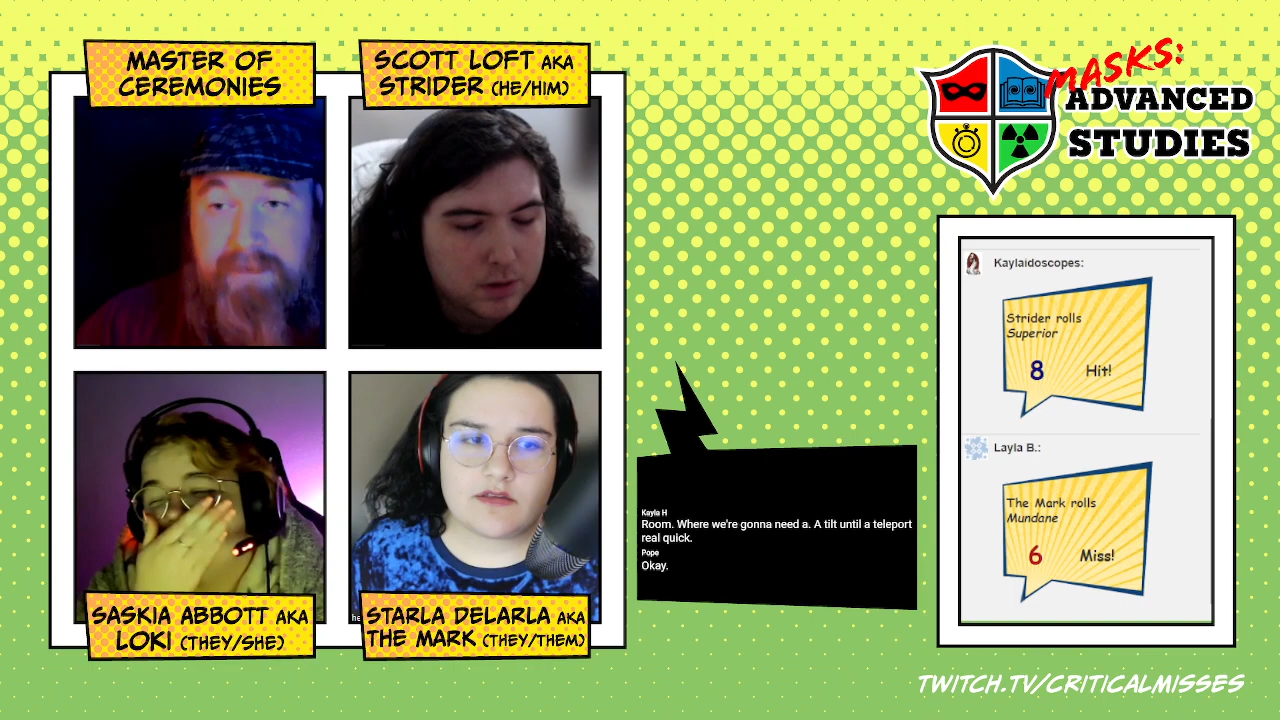 MASTER OF
CEREMONIES
SCOTT LOFT AKA
STRIDER (HE/HIM)
SASKIA ABBOTT AKA
LOKI (THEY/SHE)
STARLA DELARLA AKA
THE MARK (THEY/THEM)
Kayla H
Room. Where we're gonna need a. A tilt until a teleport
real quick.
Pope
Okay.
MASKS:
ADVANCED
STUDIES
Kaylaidoscopes:
Strider rolls
Superior
8 Hit!
Layla B.:
The Mark rolls
Mundane
6 Miss!
TWITCH.TV/CRITICALMISSES